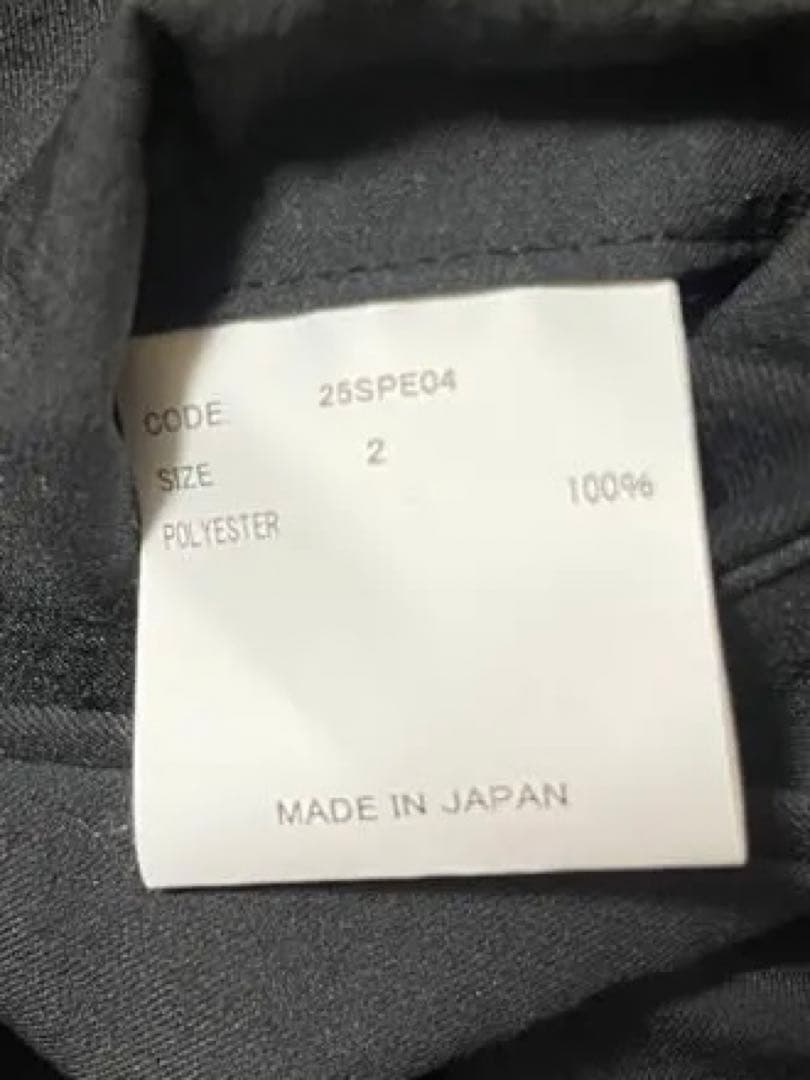 CODE 25SPE04
SIZE 2
POLYESTER 100%
MADE IN JAPAN